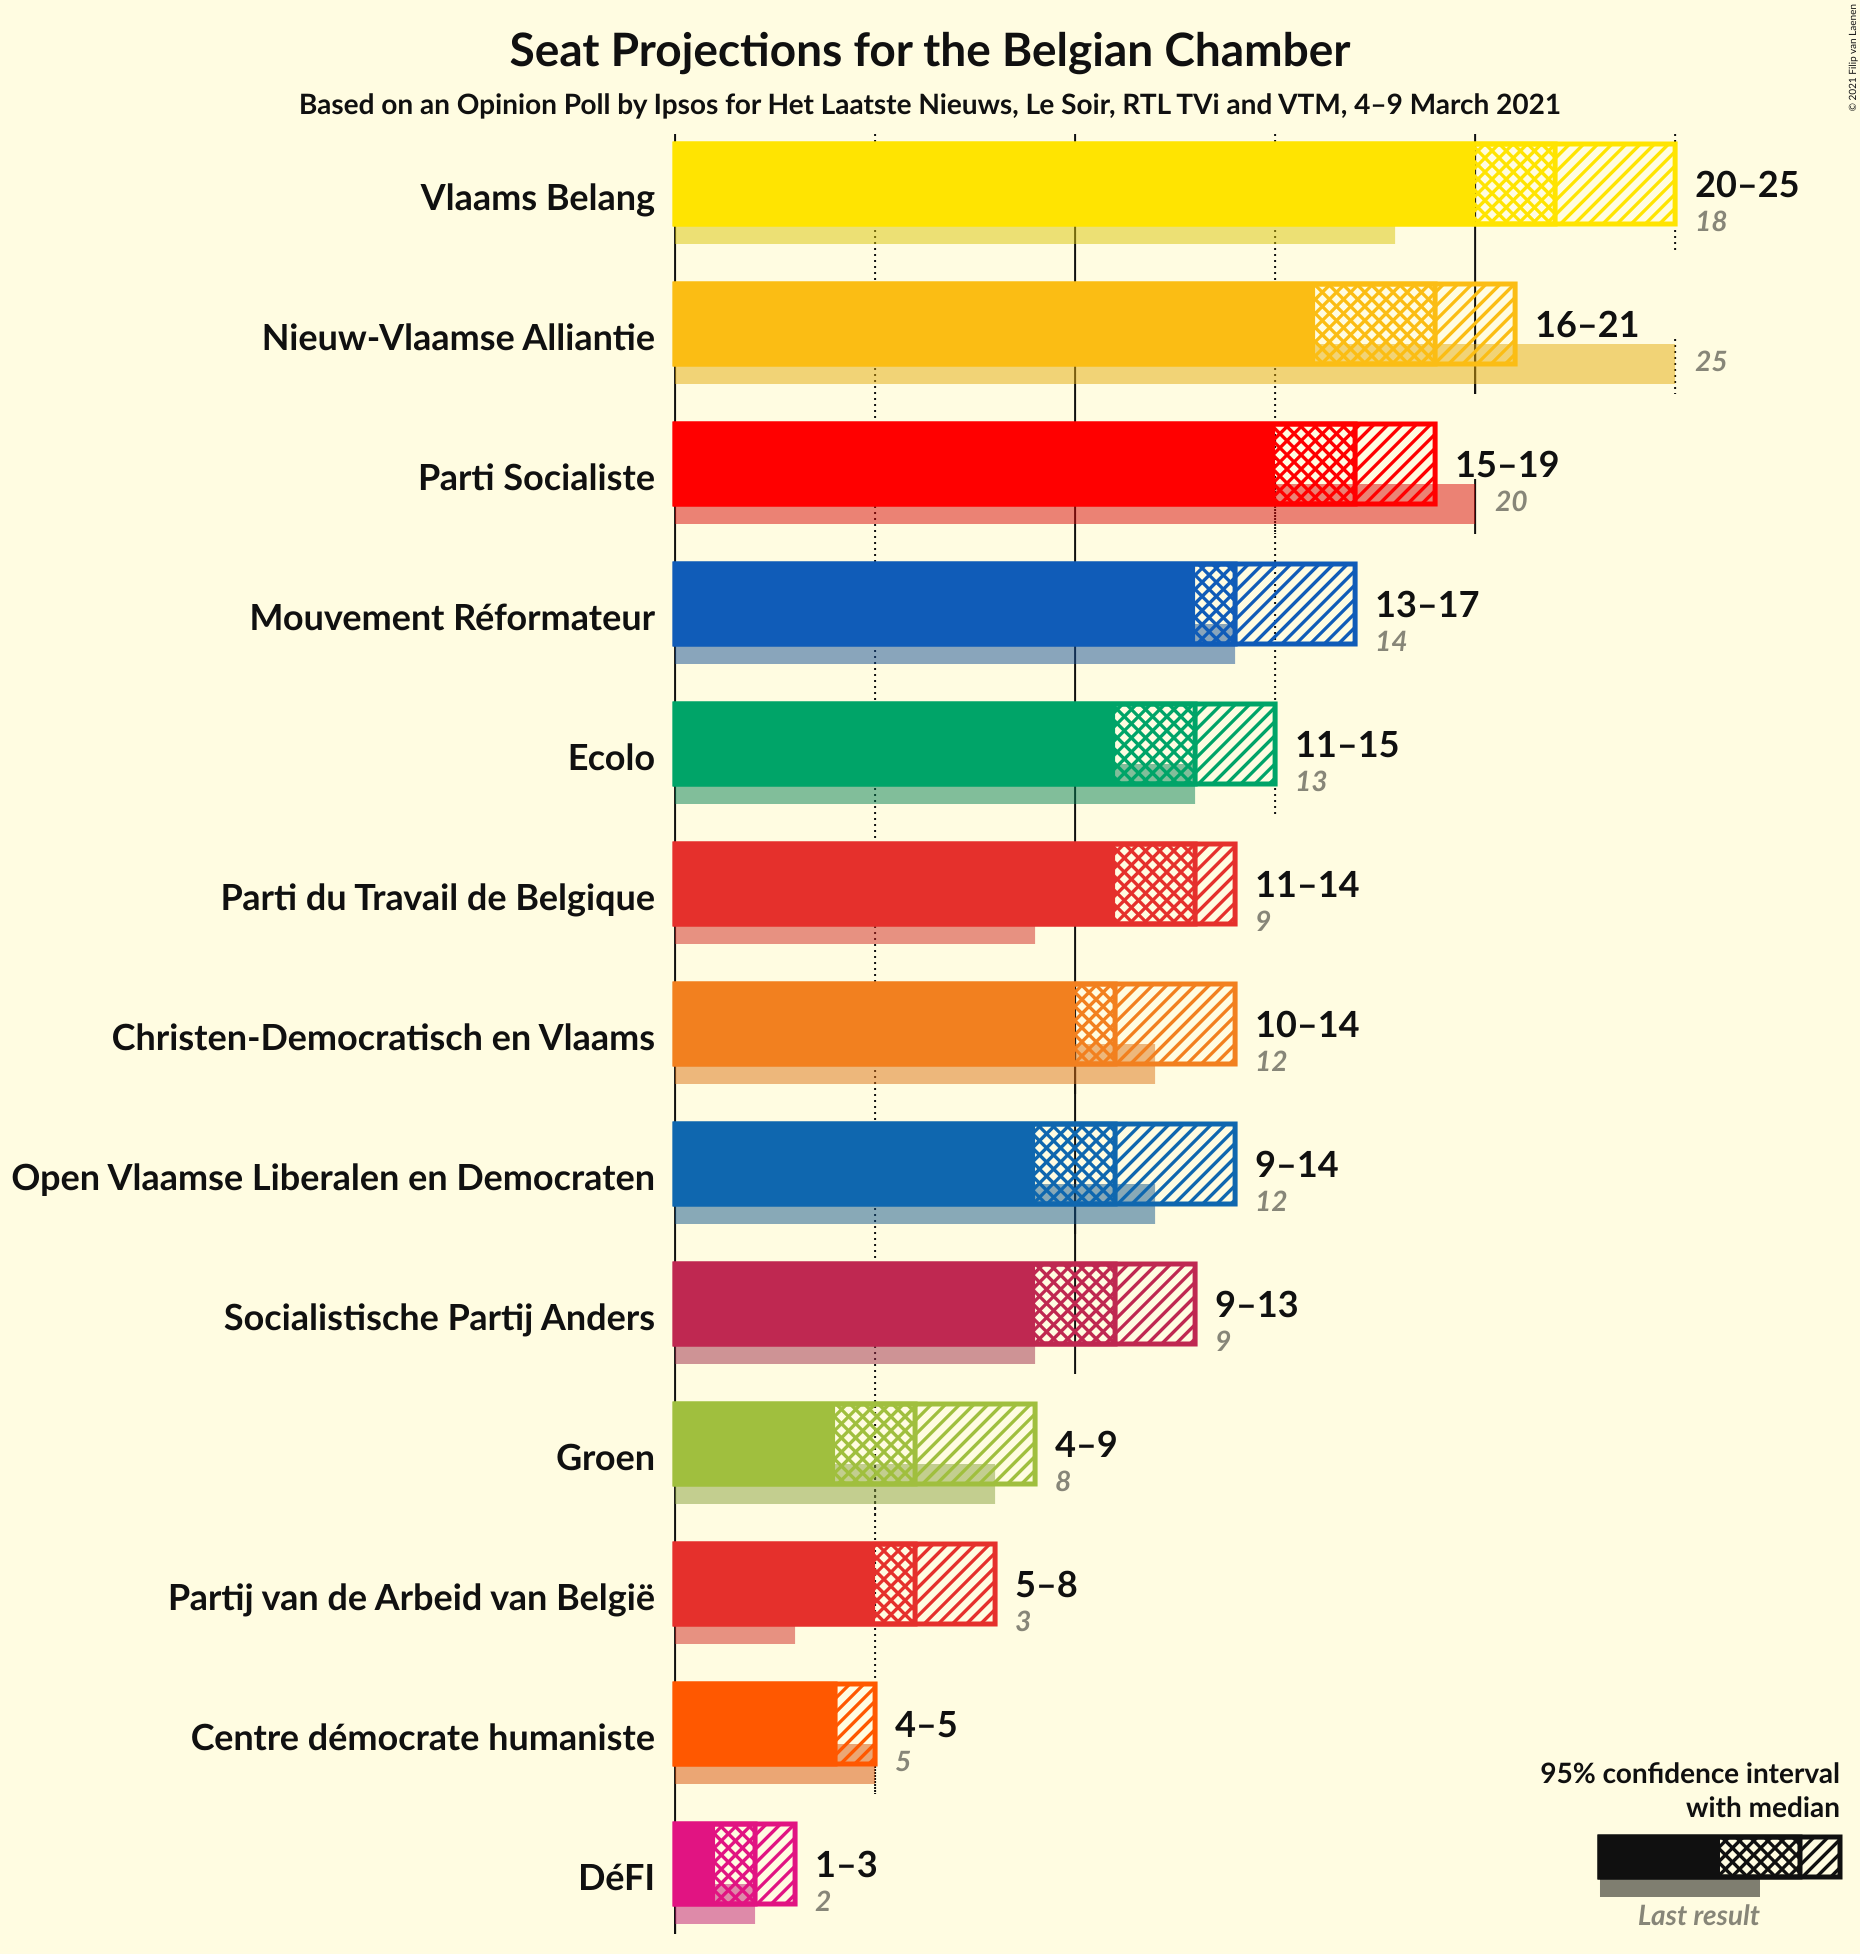 Seat Projections for the Belgian Chamber
Based on an Opinion Poll by Ipsos for Het Laatste Nieuws, Le Soir, RTL TVi and VTM, 4–9 March 2021
© 2021 Filip van Laenen
Vlaams Belang
20–25
18
Nieuw-Vlaamse Alliantie
16–21
25
Parti Socialiste
15–19
20
Mouvement Réformateur
13–17
14
Ecolo
11–15
13
Parti du Travail de Belgique
11–14
9
Christen-Democratisch en Vlaams
10–14
12
Open Vlaamse Liberalen en Democraten
9–14
12
Socialistische Partij Anders
9–13
9
Groen
4–9
8
Partij van de Arbeid van België
5–8
3
Centre démocrate humaniste
4–5
5
DéFI
1–3
2
95% confidence interval
with median
Last result